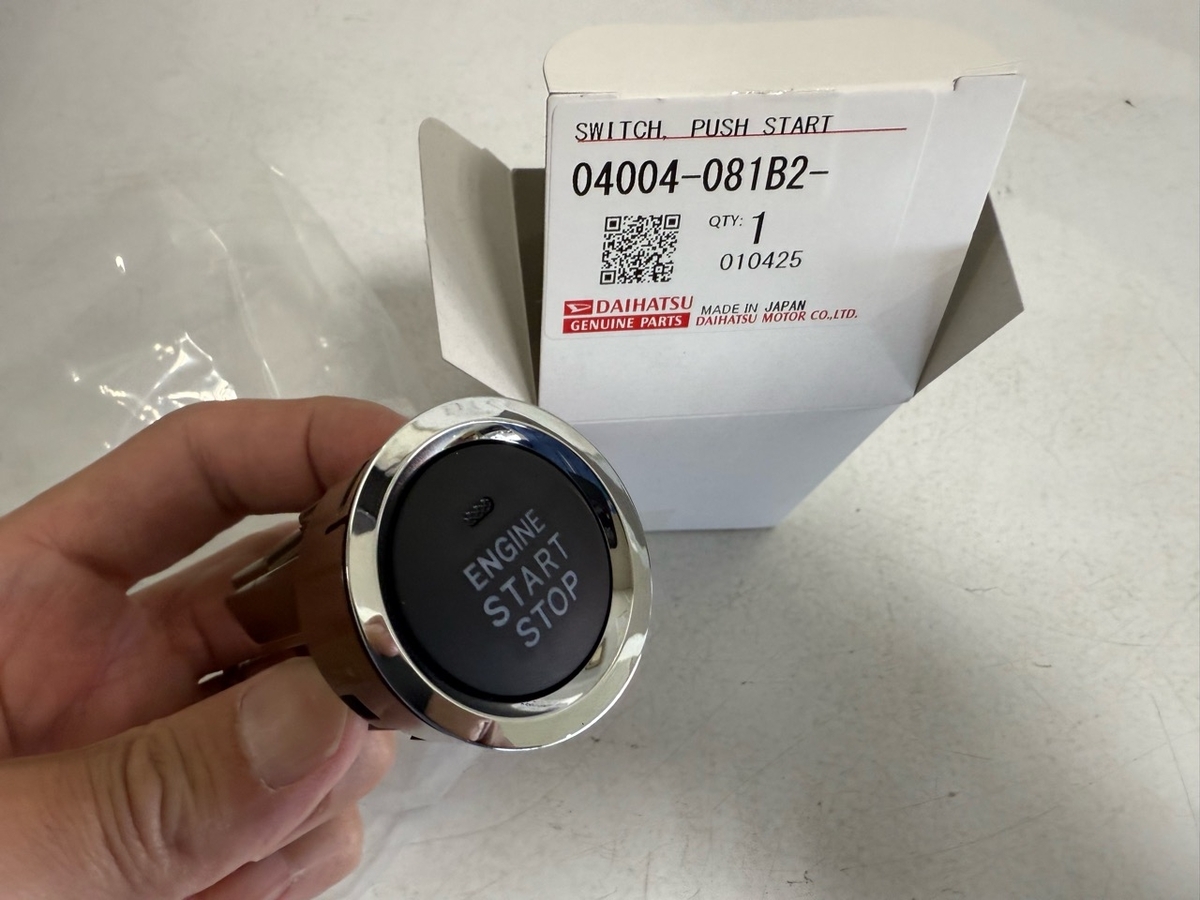 SWITCH, PUSH START
04004-081B2-
QTY: 1
010425
DAIHATSU
GENUINE PARTS
MADE IN JAPAN
DAIHATSU MOTOR CO.,LTD.
ENGINE
START
STOP